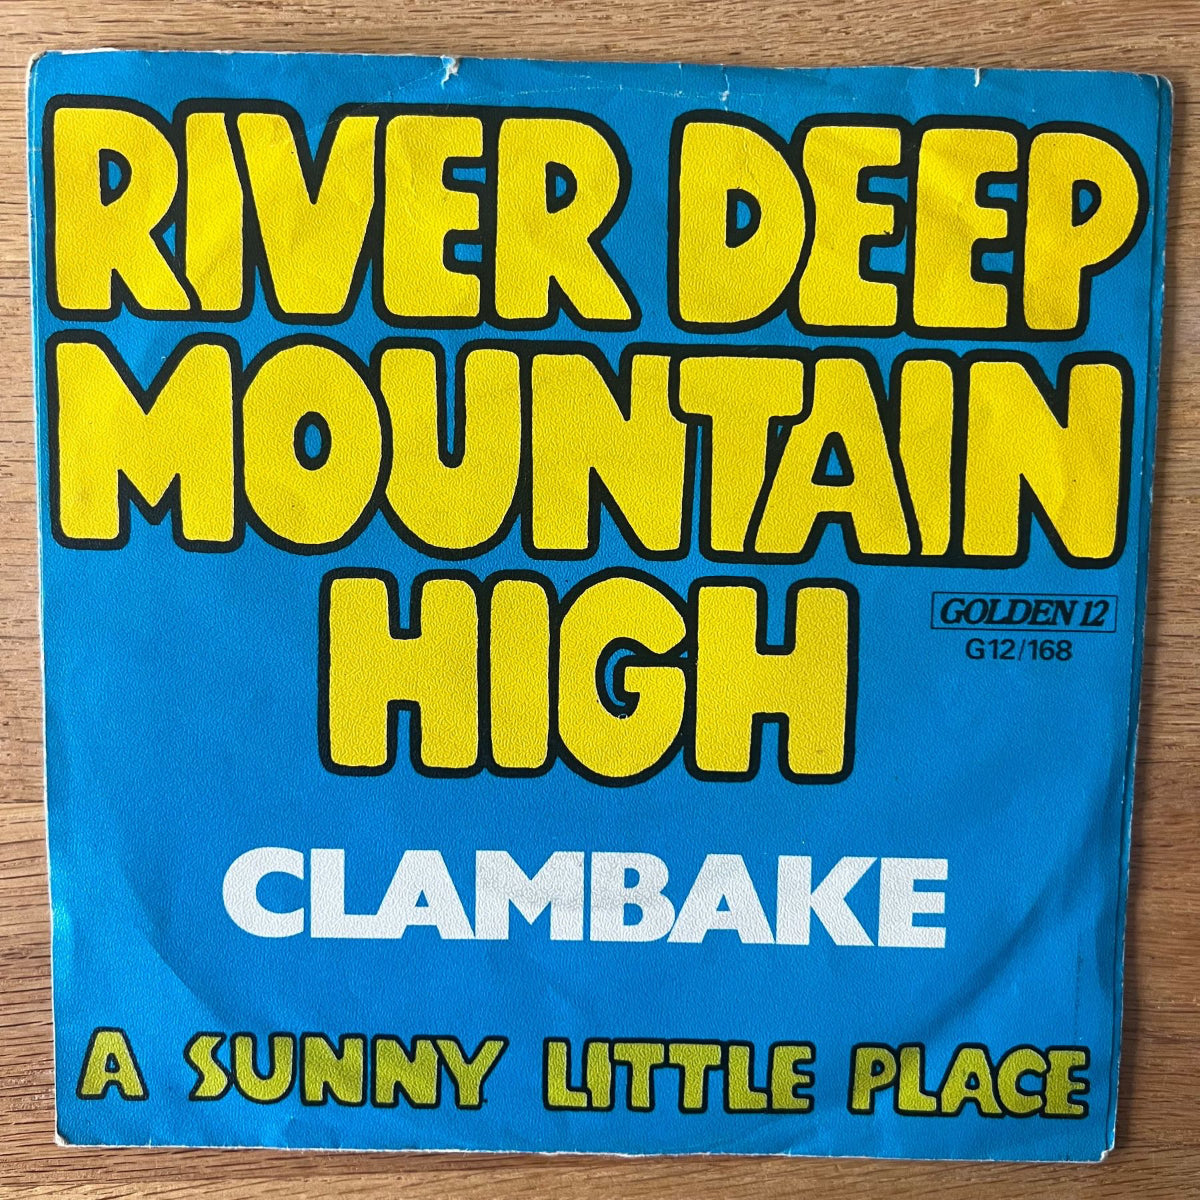 RIVER DEEP
MOUNTAIN
HIGH
GOLDEN 12
G12/168
CLAMBAKE
A SUNNY LITTLE PLACE